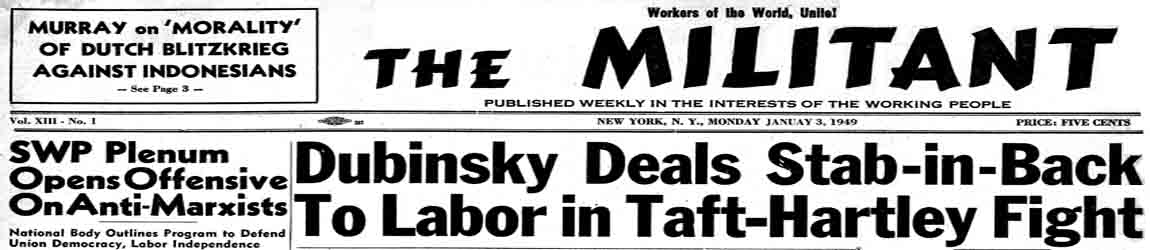 MURRAY on 'MORALITY'
OF DUTCH BLITZKRIEG
AGAINST INDONESIANS
— See Page 3 —
Workers of the World, Unite!
THE MILITANT
PUBLISHED WEEKLY IN THE INTERESTS OF THE WORKING PEOPLE
Vol. XIII - No. 1
NEW YORK, N. Y., MONDAY JANUAY 3, 1949
PRICE: FIVE CENTS
SWP Plenum
Opens Offensive
On Anti-Marxists
National Body Outlines Program to Defend
Union Democracy, Labor Independence
Dubinsky Deals Stab-in-Back
To Labor in Taft-Hartley Fight